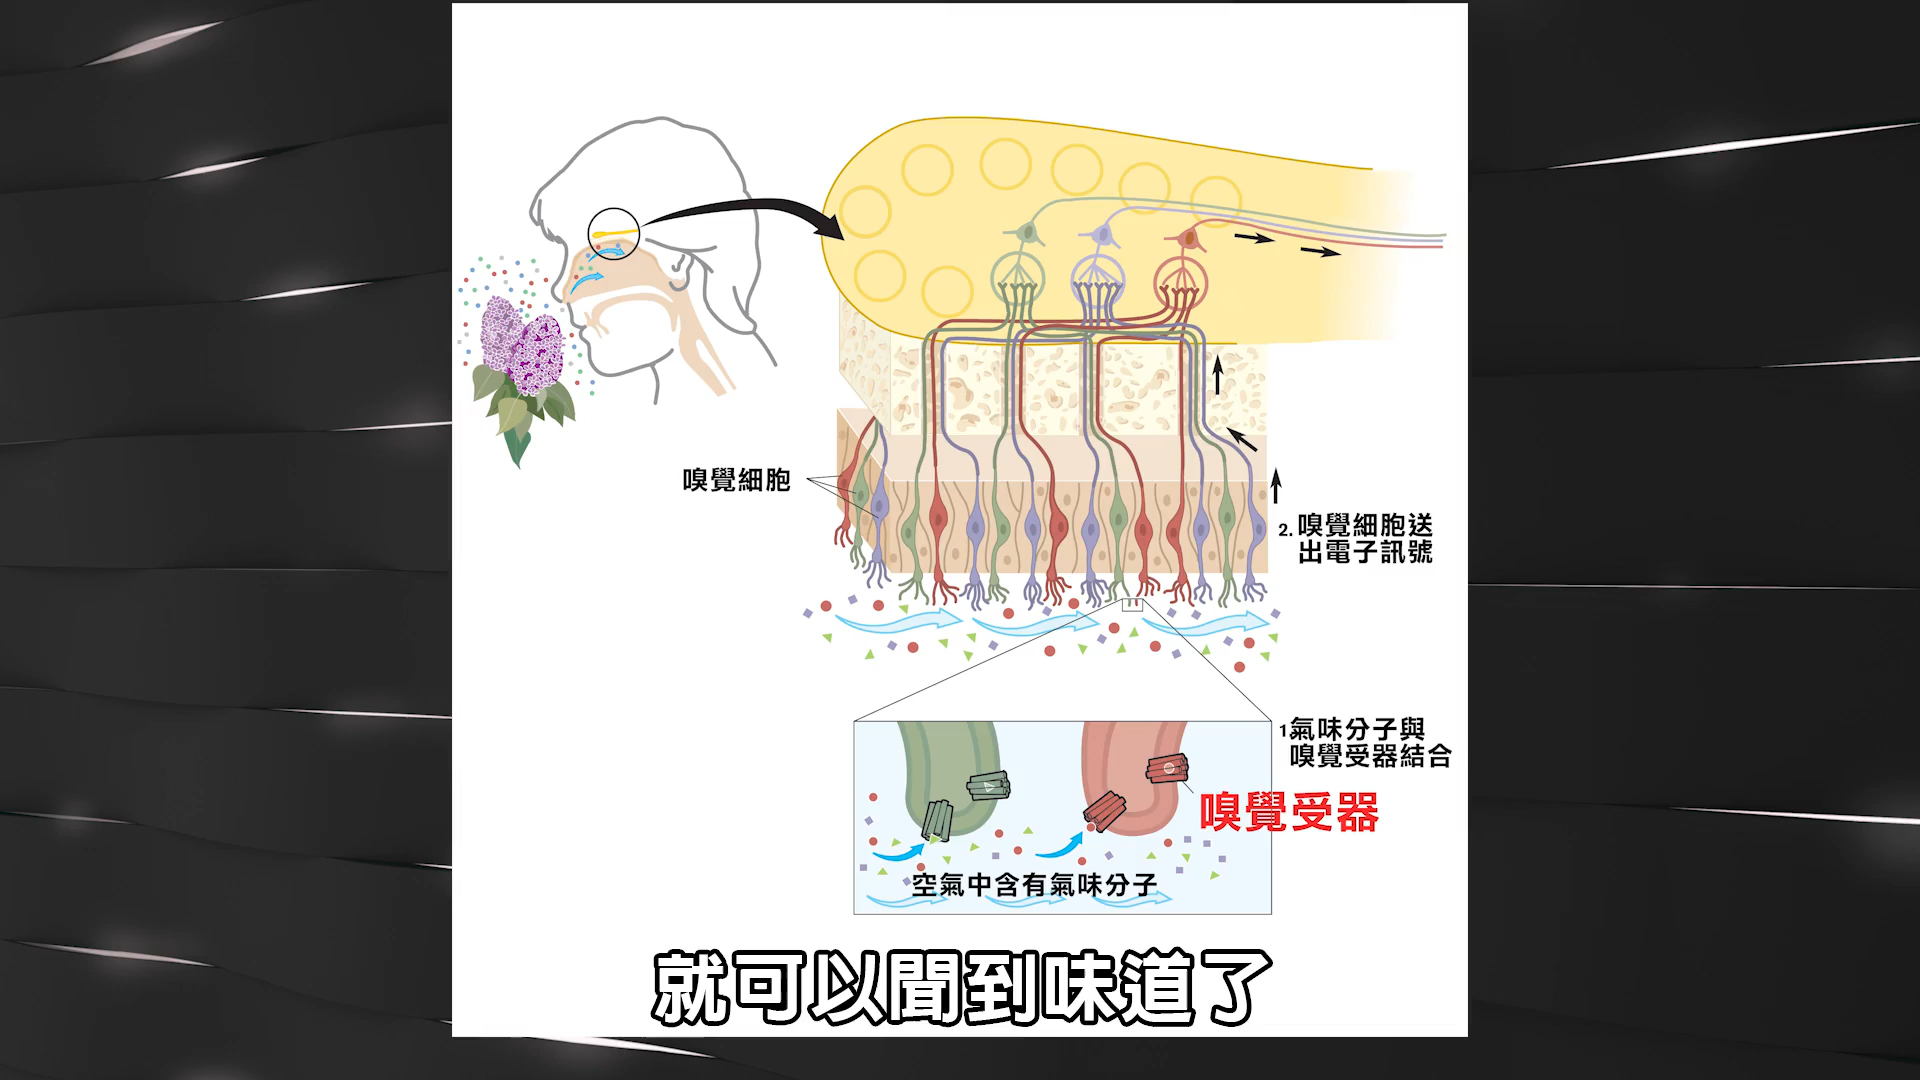 嗅覺細胞
2. 嗅覺細胞送
出電子訊號
1氣味分子與
嗅覺受器結合
嗅覺受器
空氣中含有氣味分子
就可以聞到味道了